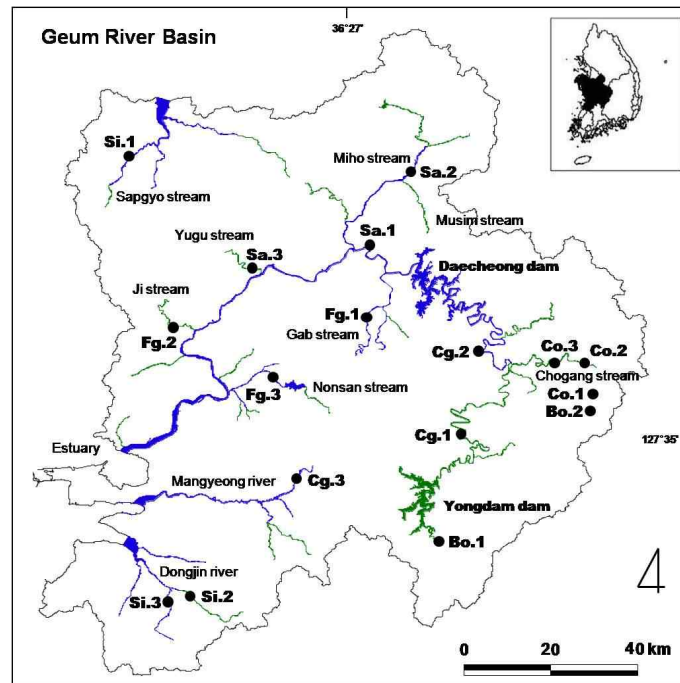 Geum River Basin
36°27
Si.1
Miho stream
Sa.2
Sapgyo stream
Musim stream
Yugu stream
Sa.1
Sa.3
Daecheong dam
Ji stream
Fg.1
Fg.2
Gab stream
Cg.2
Co.3
Co.2
Fg.3
Nonsan stream
Chogang stream
Co.1
Bo.2
Cg.1
Estuary
127°35
Mangyeong river
Cg.3
Yongdam dam
Bo.1
Dongjin river
Si.3
Si.2
0 20 40 km